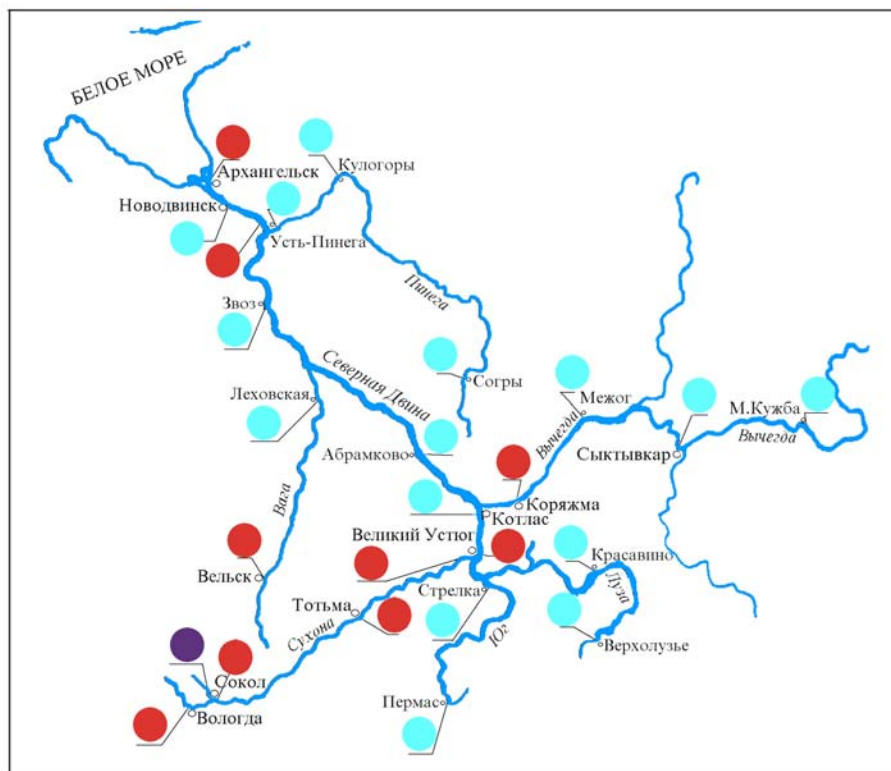 БЕЛОЕ МОРЕ
Архангельск
Кулогоры
Новодвинск
Усть-Пинега
Пинега
Звоз
Северная Двина
Согры
Леховская
Межог
М.Кужба
Вычегда
Вычегда
Абрамково
Сыктывкар
Вага
Коряжма
Котлас
Великий Устюг
Красавино
Вельск
Стрелка
Луза
Тотьма
Сухона
Юг
Верхолузье
Сокол
Пермас
Вологда